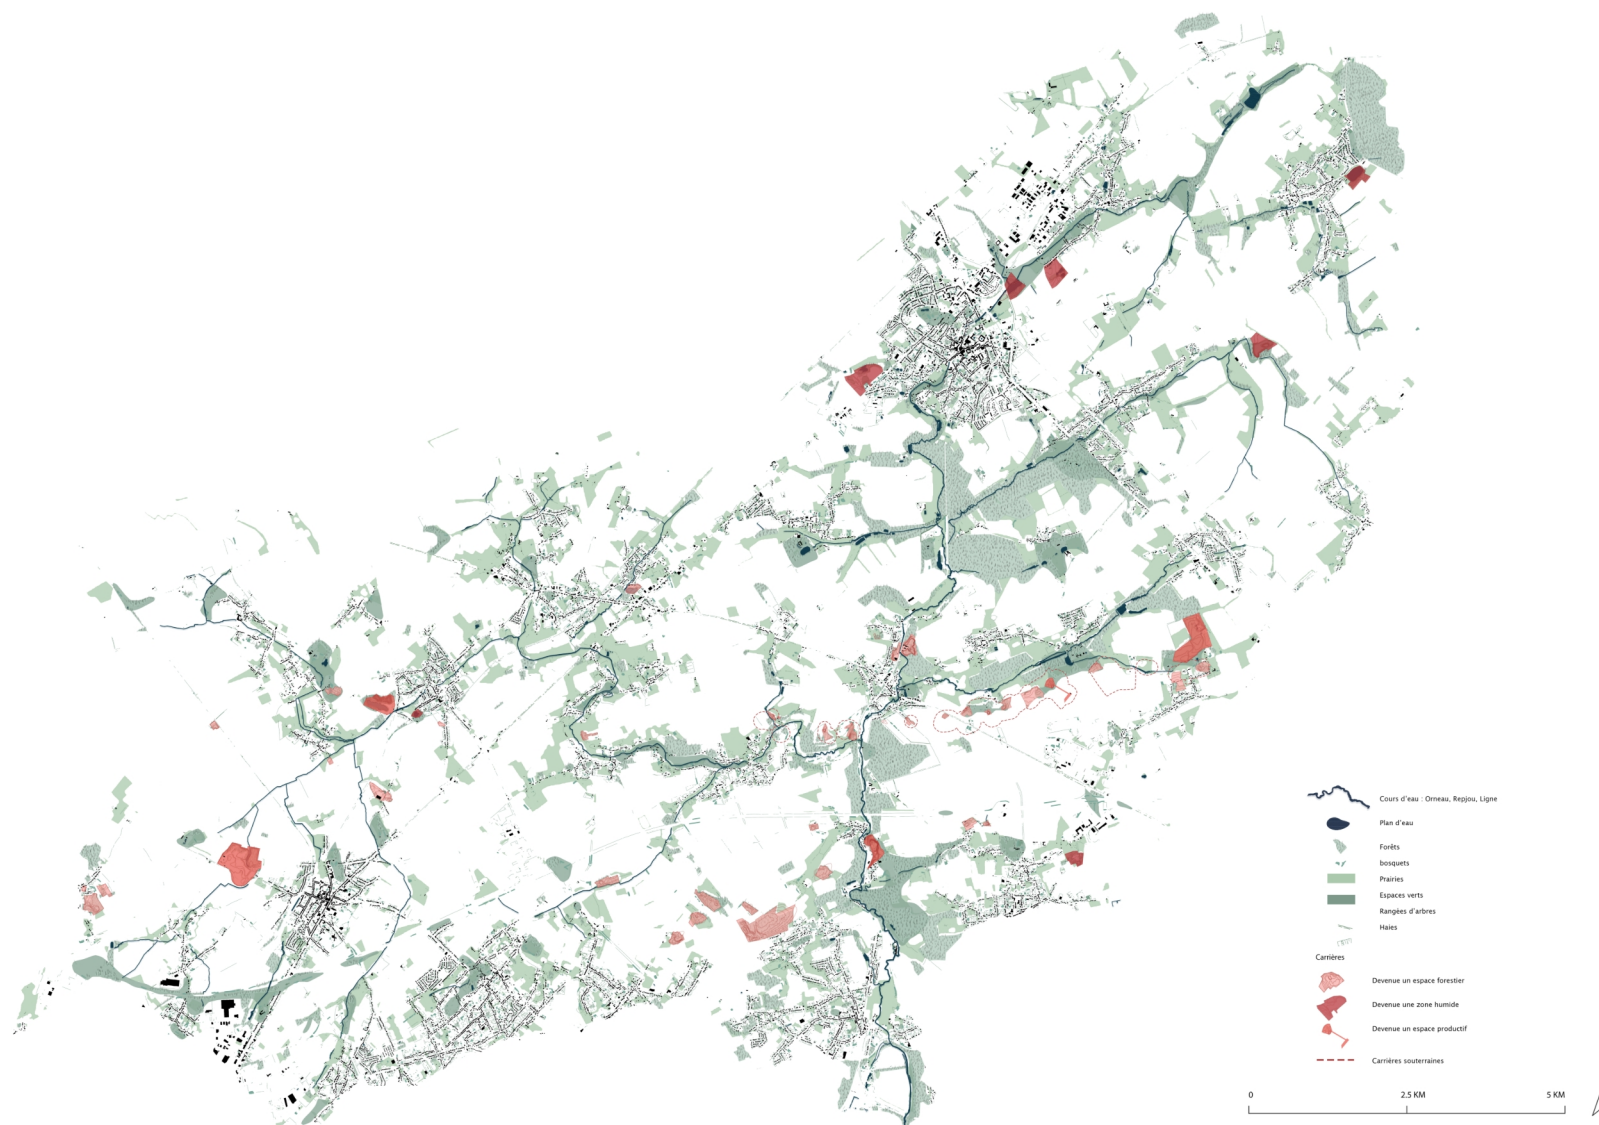 Cours d'eau : Orneau, Repjou, Ligne
Plan d'eau
Forêts
bosquets
Prairies
Espaces verts
Rangées d'arbres
Haies
Carrières
Devenue un espace forestier
Devenue une zone humide
Devenue un espace productif
Carrières souterraines
0 2.5 KM 5 KM